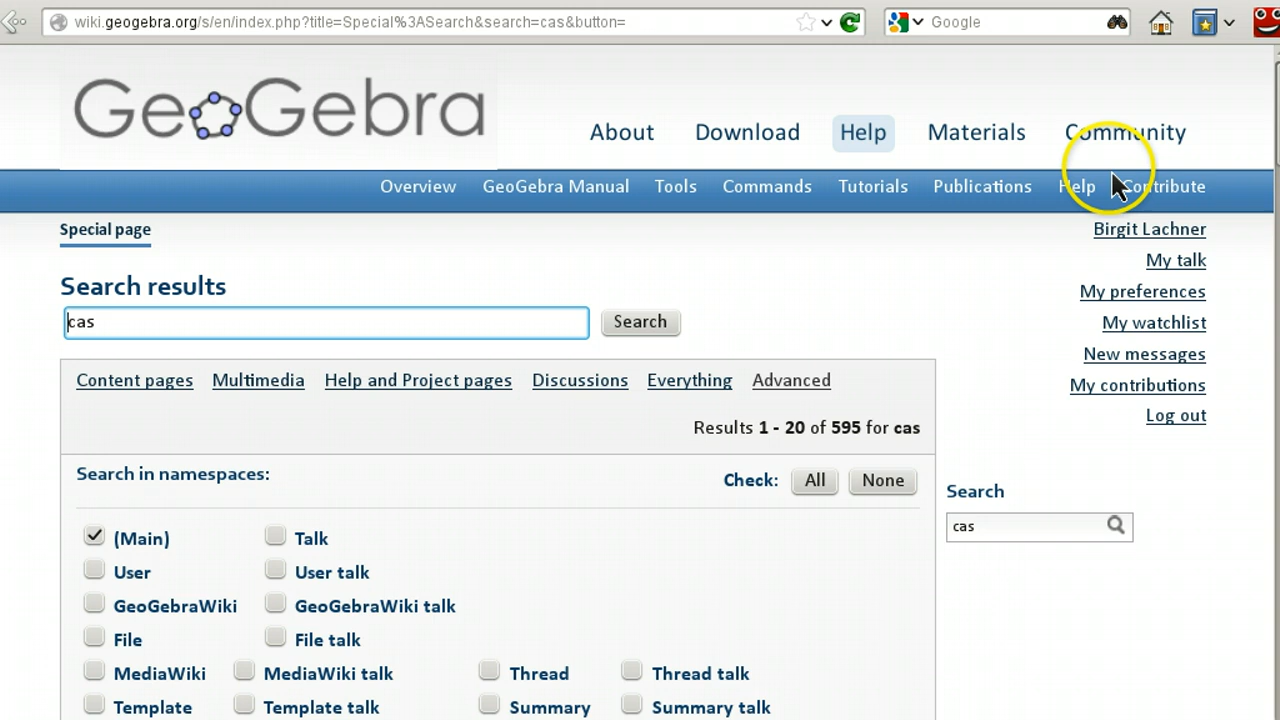 wiki.geogebra.org/s/en/index.php?title=Special%3ASearch&search=cas&button=
Google
GeoGebra
About Download Help Materials Community
Overview GeoGebra Manual Tools Commands Tutorials Publications Help Contribute
Special page
Birgit Lachner
My talk
My preferences
My watchlist
New messages
My contributions
Log out
Search results
cas Search
Content pages Multimedia Help and Project pages Discussions Everything Advanced
Results 1 - 20 of 595 for cas
Search in namespaces: Check: All None
(Main) Talk
User User talk
GeoGebraWiki GeoGebraWiki talk
File File talk
MediaWiki MediaWiki talk Thread Thread talk
Template Template talk Summary Summary talk
Search
cas